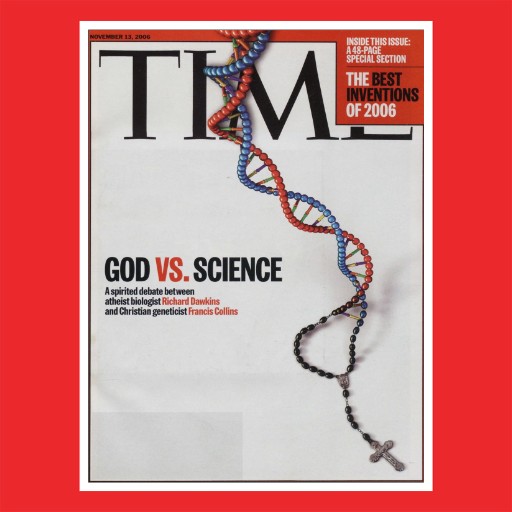 NOVEMBER 13, 2006
TIME
INSIDE THIS ISSUE:
A 48-PAGE
SPECIAL SECTION
THE BEST
INVENTIONS
OF 2006
GOD VS. SCIENCE
A spirited debate between
atheist biologist Richard Dawkins
and Christian geneticist Francis Collins